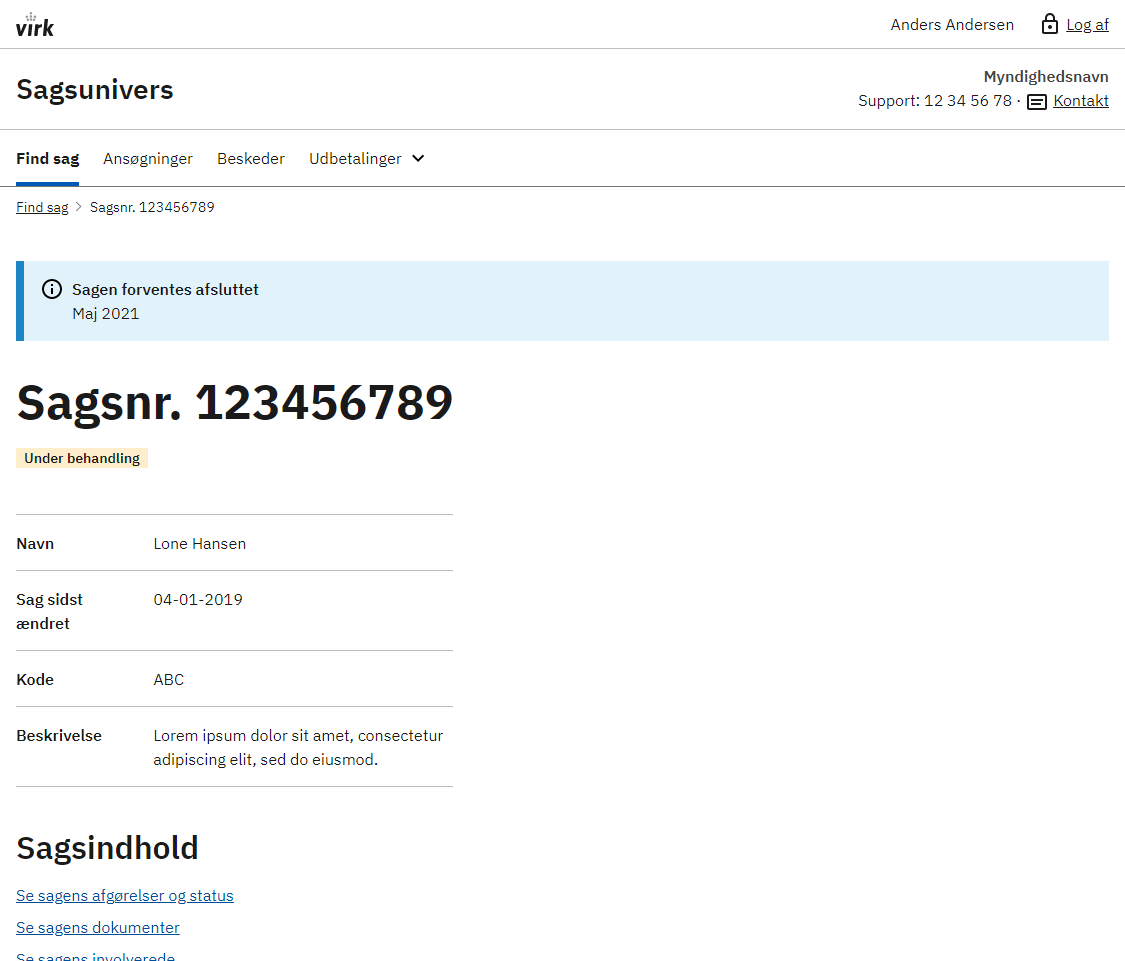 virk
Anders Andersen
Log af
Sagsunivers
Myndighedsnavn
Support: 12 34 56 78 · Kontakt
Find sag
Ansøgninger
Beskeder
Udbetalinger
Find sag
Sagsnr. 123456789
Sagen forventes afsluttet
Maj 2021
Sagsnr. 123456789
Under behandling
Navn
Lone Hansen
Sag sidst
ændret
04-01-2019
Kode
ABC
Beskrivelse
Lorem ipsum dolor sit amet, consectetur
adipiscing elit, sed do eiusmod.
Sagsindhold
Se sagens afgørelser og status
Se sagens dokumenter
Se sagens involverede